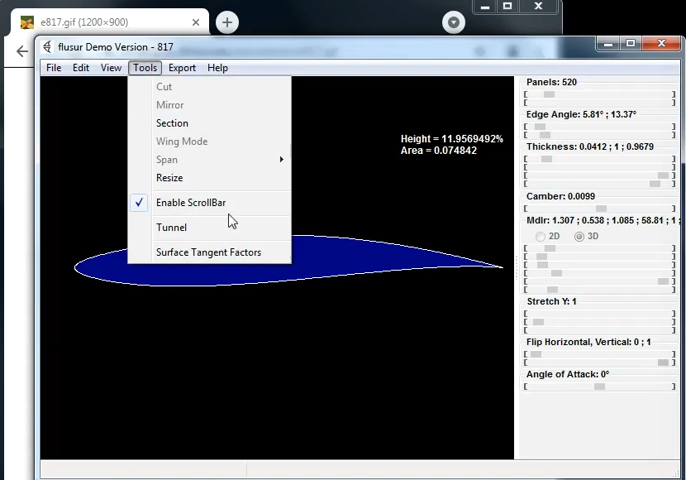 e817.gif (1200×900)
flusur Demo Version - 817
File Edit View Tools Export Help
Cut
Mirror
Section
Wing Mode
Span
Resize
Enable ScrollBar
Tunnel
Surface Tangent Factors
Height = 11.9569492%
Area = 0.074842
Panels: 520
Edge Angle: 5.81° ; 13.37°
Thickness: 0.0412 ; 1 ; 0.9679
Camber: 0.0099
Mdir: 1.307 ; 0.538 ; 1.085 ; 58.81 ; 1 ;
2D 3D
Stretch Y: 1
Flip Horizontal, Vertical: 0 ; 1
Angle of Attack: 0°